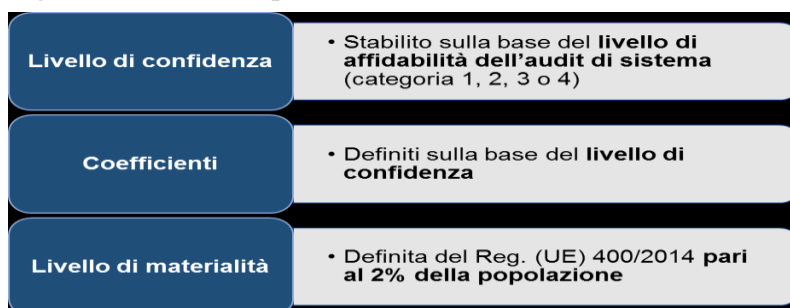 Livello di confidenza
• Stabilito sulla base del livello di
affidabilità dell'audit di sistema
(categoria 1, 2, 3 o 4)
Coefficienti
• Definiti sulla base del livello di
confidenza
Livello di materialità
• Definita del Reg. (UE) 400/2014 pari
al 2% della popolazione